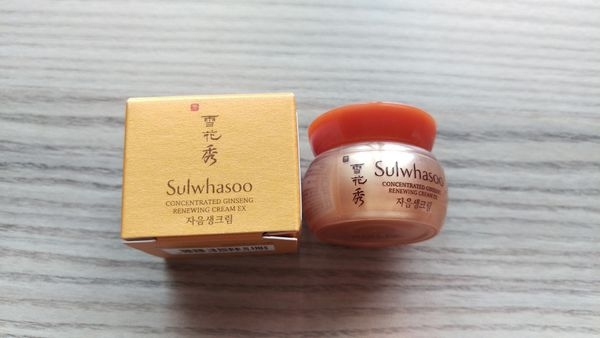 雪
花
秀
Sulwhasoo
CONCENTRATED GINSENG
RENEWING CREAM EX
자음생크림
雪
花
秀
Sulwhasoo
CONCENTRATED GINSENG
RENEWING CREAM EX
자음생크림